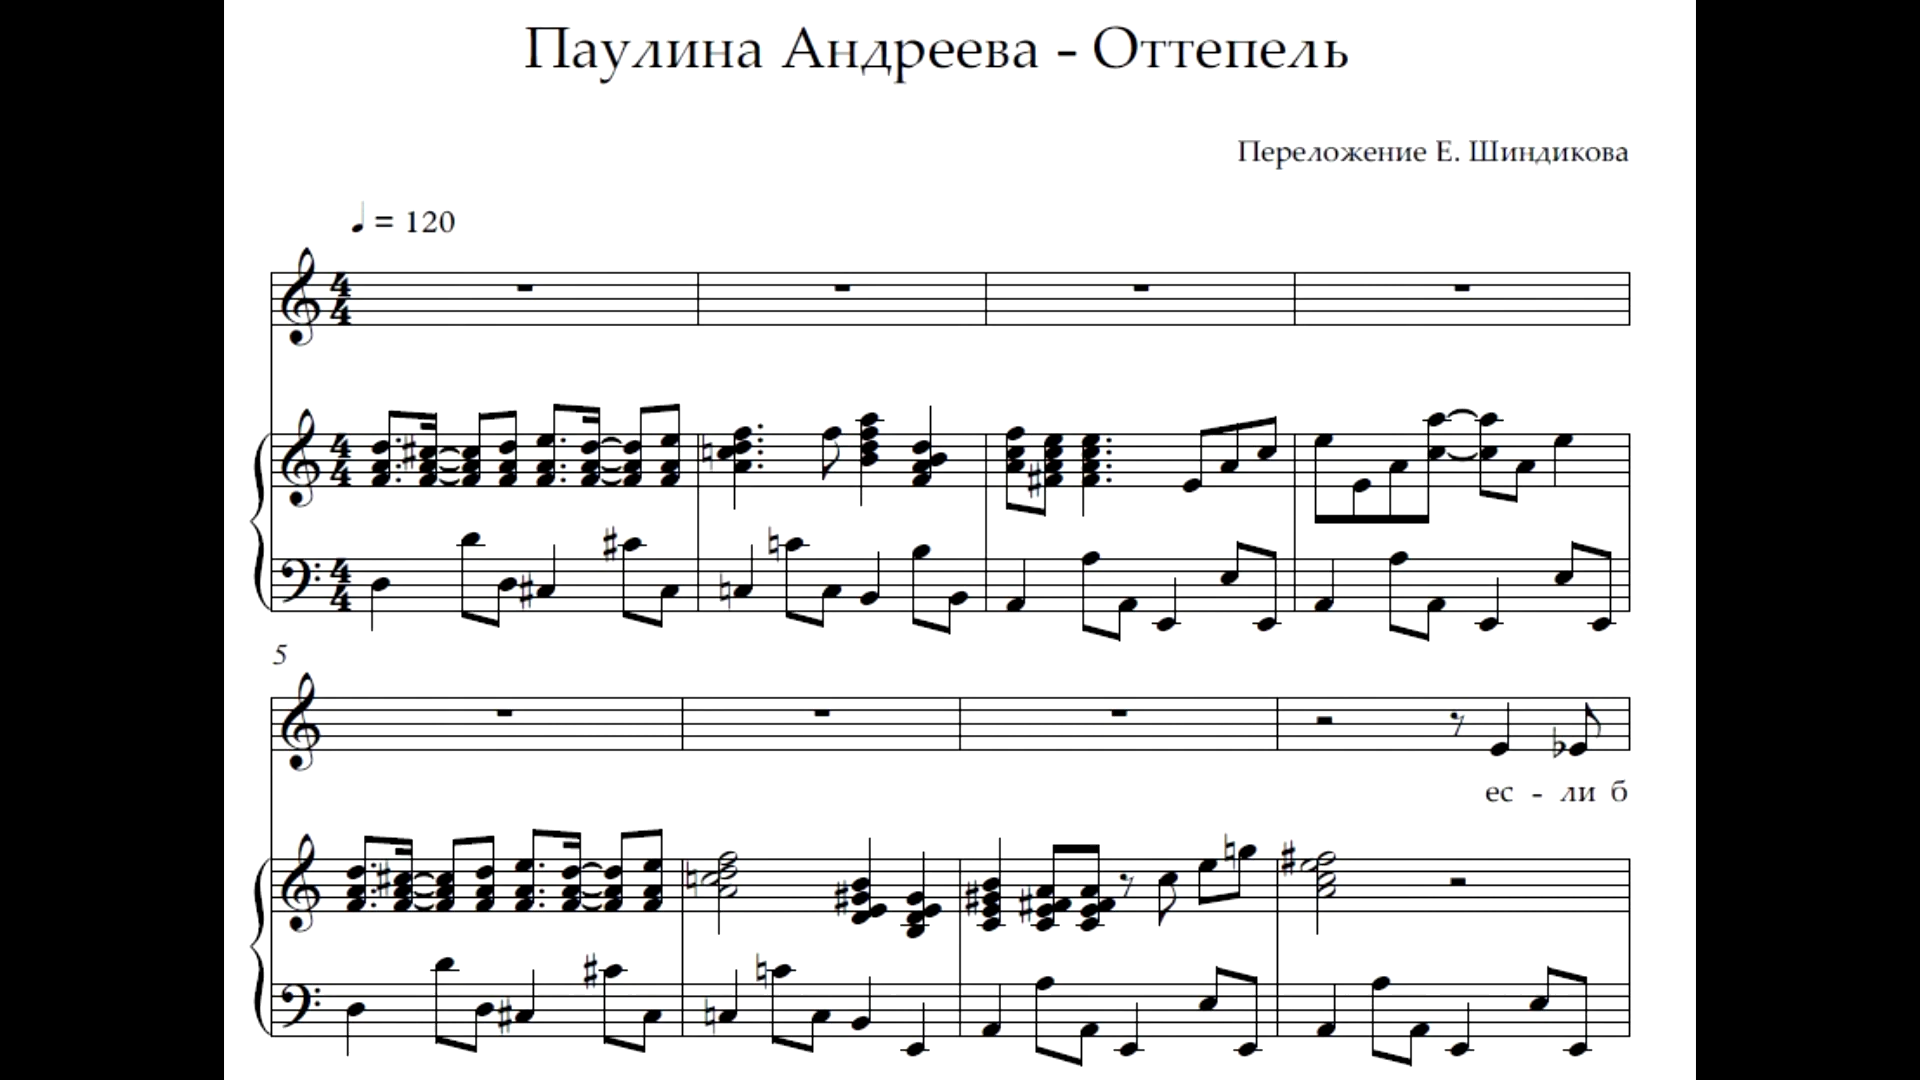 Паулина Андреева - Оттепель
Переложение Е. Шиндикова
♩ = 120
5
ес - ли б